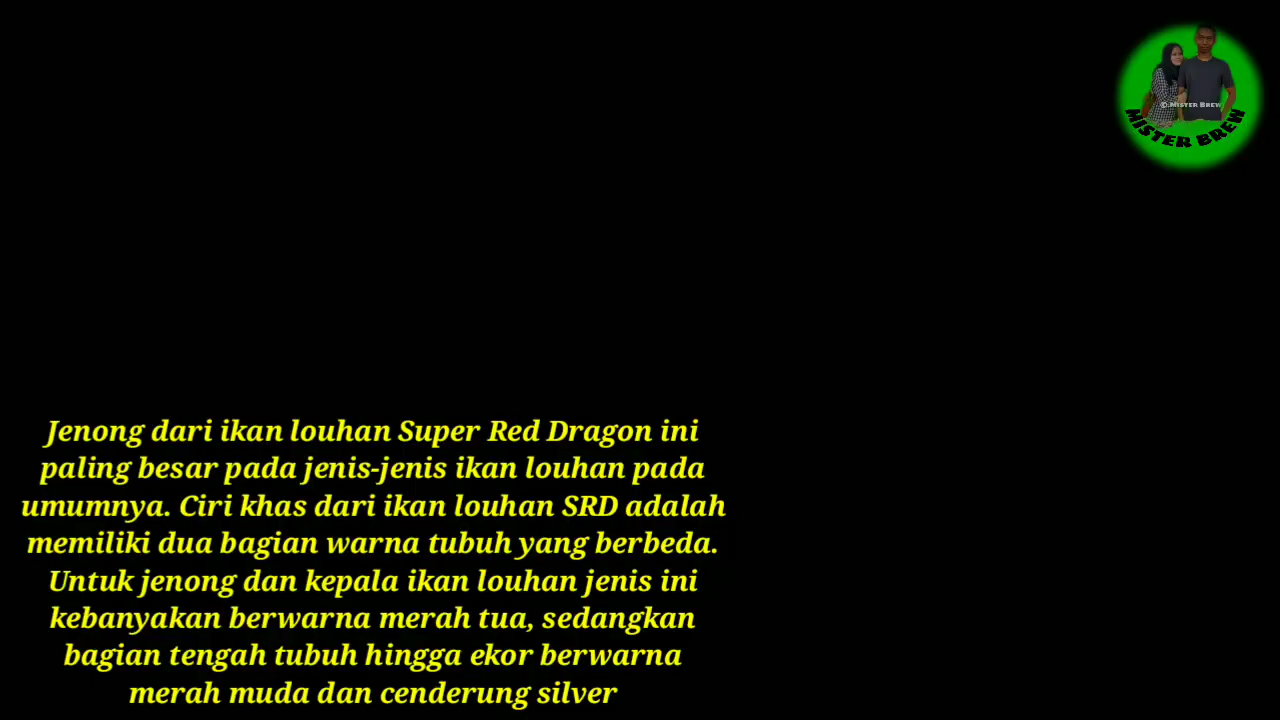 © MISTER BREW
MISTER BREW
Jenong dari ikan louhan Super Red Dragon ini
paling besar pada jenis-jenis ikan louhan pada
umumnya. Ciri khas dari ikan louhan SRD adalah
memiliki dua bagian warna tubuh yang berbeda.
Untuk jenong dan kepala ikan louhan jenis ini
kebanyakan berwarna merah tua, sedangkan
bagian tengah tubuh hingga ekor berwarna
merah muda dan cenderung silver